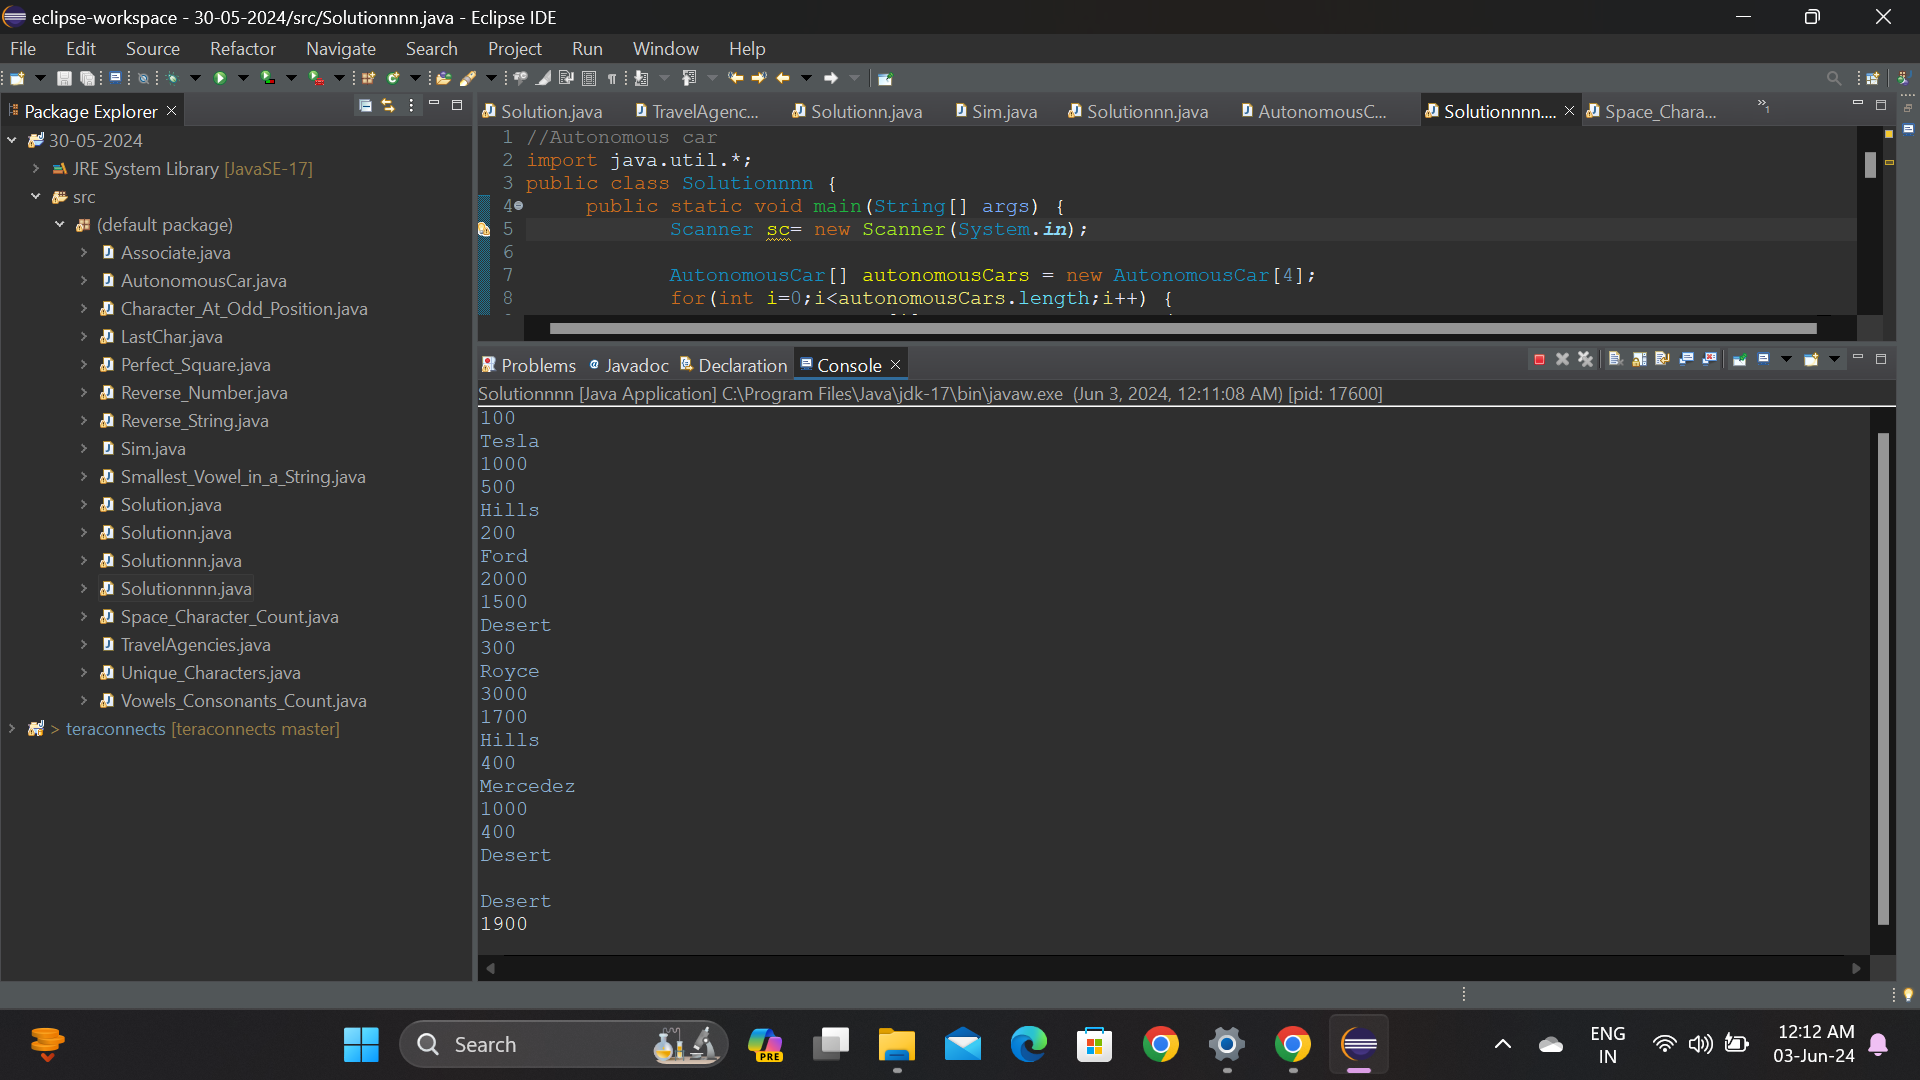 eclipse-workspace - 30-05-2024/src/Solutionnnn.java - Eclipse IDE
File Edit Source Refactor Navigate Search Project Run Window Help
Package Explorer
30-05-2024
JRE System Library [JavaSE-17]
src
(default package)
Associate.java
AutonomousCar.java
Character_At_Odd_Position.java
LastChar.java
Perfect_Square.java
Reverse_Number.java
Reverse_String.java
Sim.java
Smallest_Vowel_in_a_String.java
Solution.java
Solutionn.java
Solutionnn.java
Solutionnnn.java
Space_Character_Count.java
TravelAgencies.java
Unique_Characters.java
Vowels_Consonants_Count.java
> teraconnects [teraconnects master]
Solution.java TravelAgenc... Solutionn.java Sim.java Solutionnn.java AutonomousC... Solutionnnn.... Space_Chara... »1
1 //Autonomous car
2 import java.util.*;
3 public class Solutionnnn {
4 public static void main(String[] args) {
5 Scanner sc= new Scanner(System.in);
6
7 AutonomousCar[] autonomousCars = new AutonomousCar[4];
8 for(int i=0;i<autonomousCars.length;i++) {
Problems @ Javadoc Declaration Console
Solutionnnn [Java Application] C:\Program Files\Java\jdk-17\bin\javaw.exe (Jun 3, 2024, 12:11:08 AM) [pid: 17600]
100
Tesla
1000
500
Hills
200
Ford
2000
1500
Desert
300
Royce
3000
1700
Hills
400
Mercedez
1000
400
Desert
Desert
1900
Search
PRE
ENG
IN
12:12 AM
03-Jun-24